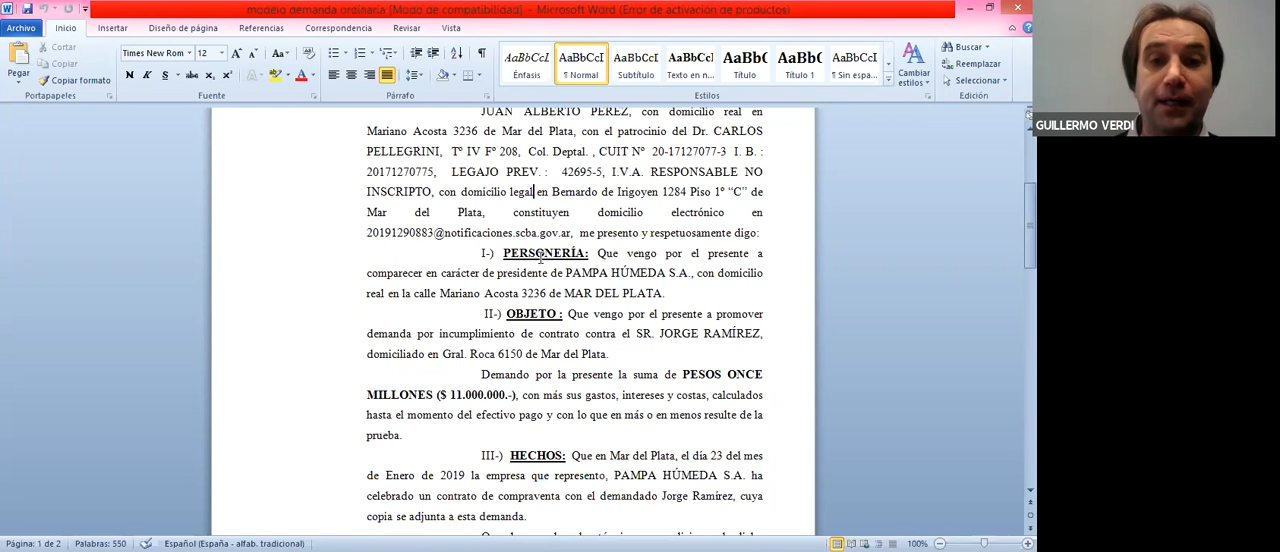 modelo demanda ordinaria [Modo de compatibilidad] - Microsoft Word (Error de activación de productos)
Archivo Inicio Insertar Diseño de página Referencias Correspondencia Revisar Vista
Pegar
Cortar
Copiar
Copiar formato
Portapapeles
Times New Rom 12
N K S abc x₂ x²
Fuente
Párrafo
AaBbCcI AaBbCcI AaBbCcI AaBbCcI AaBb( AaBb( AaBbCcI
Énfasis ¶ Normal Subtítulo Texto en n... Título Título 1 ¶ Sin espa...
Estilos
Cambiar
estilos
Buscar
Reemplazar
Seleccionar
Edición
JUAN ALBERTO PEREZ, con domicilio real en
Mariano Acosta 3236 de Mar del Plata, con el patrocinio del Dr. CARLOS
PELLEGRINI, Tº IV Fº 208, Col. Deptal. , CUIT Nº 20-17127077-3 I. B. :
20171270775, LEGAJO PREV. : 42695-5, I.V.A. RESPONSABLE NO
INSCRIPTO, con domicilio legal en Bernardo de Irigoyen 1284 Piso 1º “C” de
Mar del Plata, constituyen domicilio electrónico en
20191290883@notificaciones.scba.gov.ar, me presento y respetuosamente digo:
I-) PERSONERÍA: Que vengo por el presente a
comparecer en carácter de presidente de PAMPA HÚMEDA S.A., con domicilio
real en la calle Mariano Acosta 3236 de MAR DEL PLATA.
II-) OBJETO : Que vengo por el presente a promover
demanda por incumplimiento de contrato contra el SR. JORGE RAMÍREZ,
domiciliado en Gral. Roca 6150 de Mar del Plata.
Demando por la presente la suma de PESOS ONCE
MILLONES ($ 11.000.000.-), con más sus gastos, intereses y costas, calculados
hasta el momento del efectivo pago y con lo que en más o en menos resulte de la
prueba.
III-) HECHOS: Que en Mar del Plata, el día 23 del mes
de Enero de 2019 la empresa que represento, PAMPA HÚMEDA S.A. ha
celebrado un contrato de compraventa con el demandado Jorge Ramírez, cuya
copia se adjunta a esta demanda.
Página: 1 de 2 Palabras: 550 Español (España - alfab. tradicional) 100%
GUILLERMO VERDI